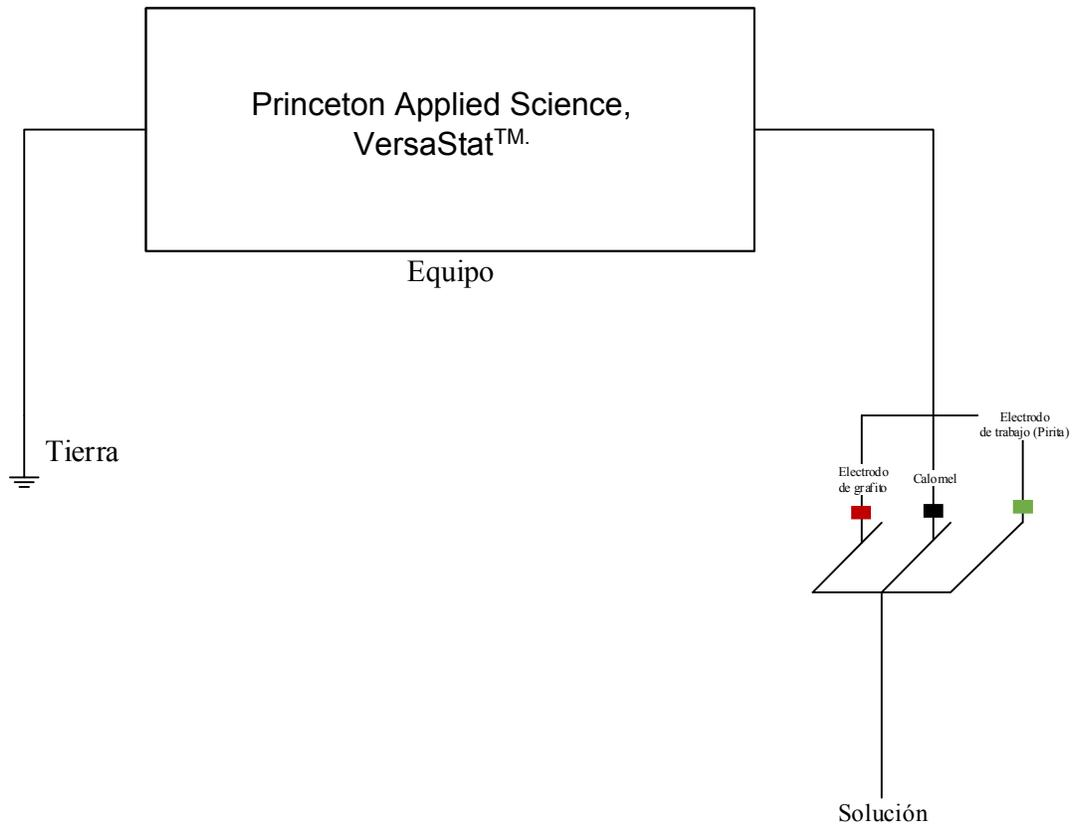 Princeton Applied Science,
VersaStat™.
Equipo
Tierra
Electrodo
de trabajo (Pirita)
Electrodo
de grafito
Calomel
Solución